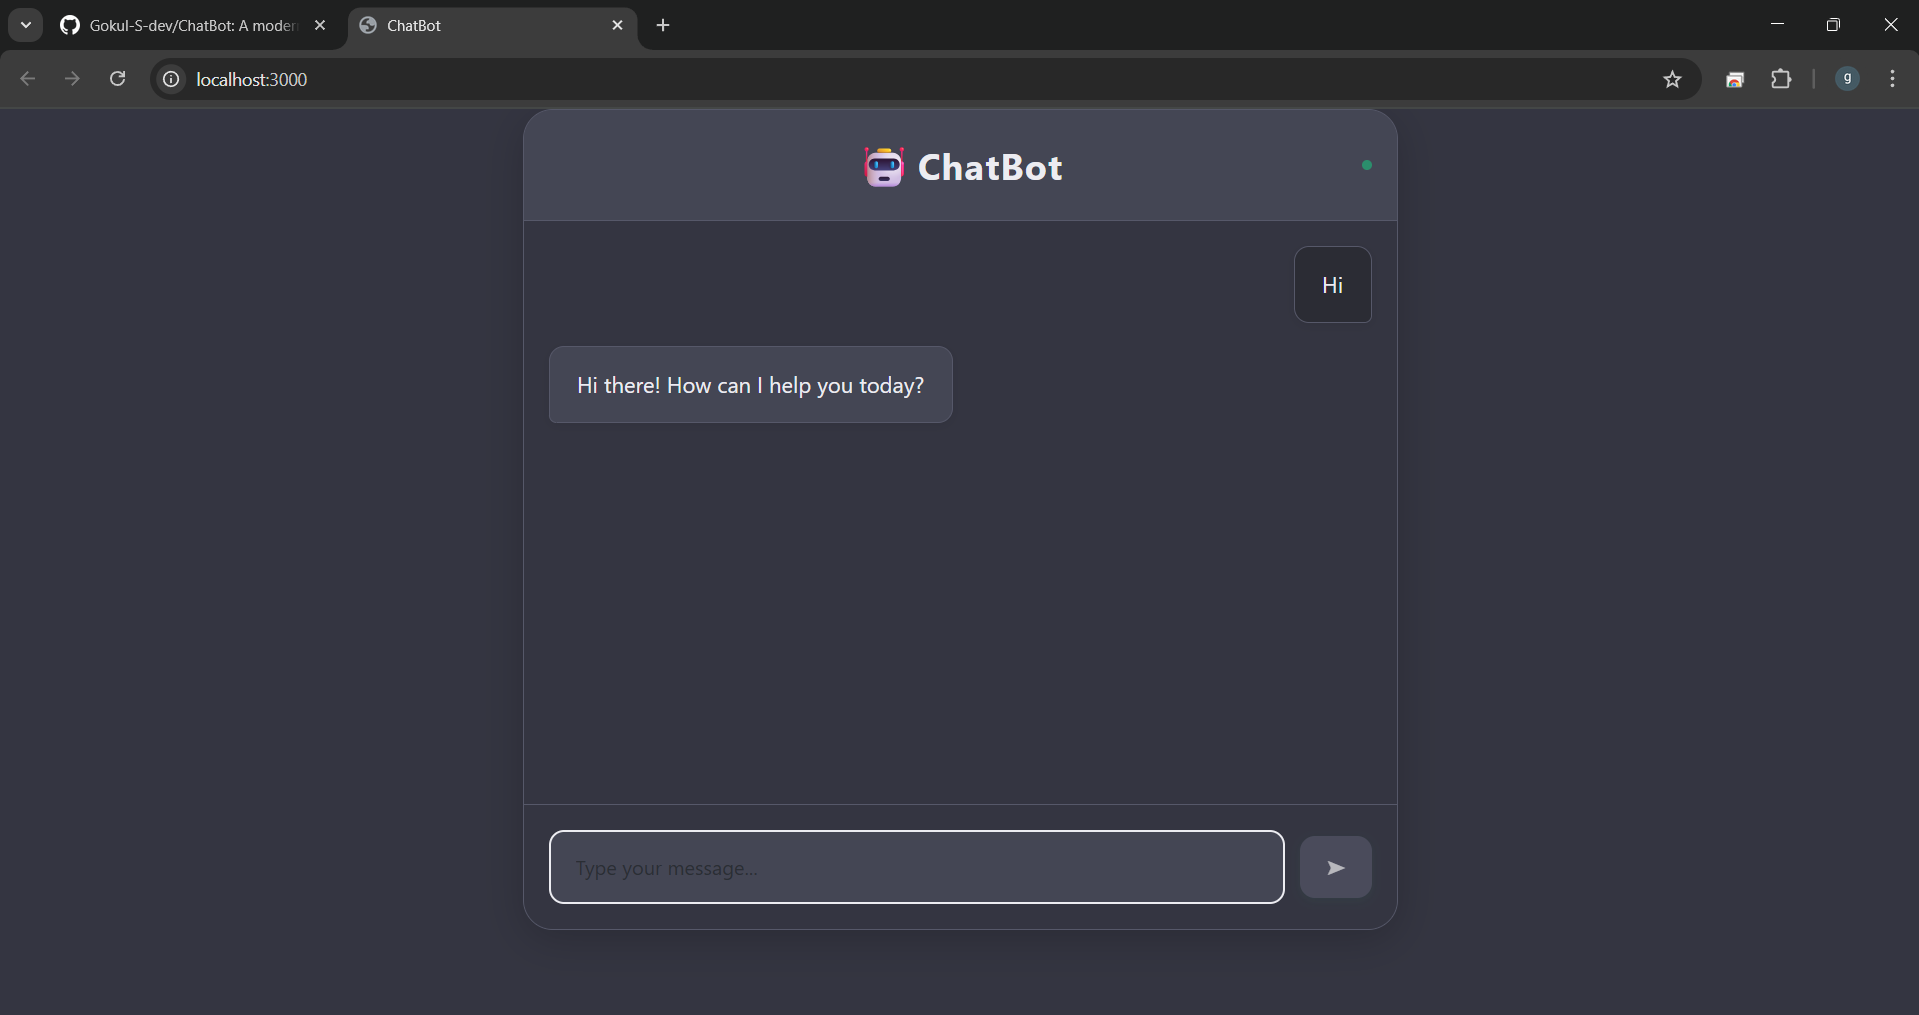 Gokul-S-dev/ChatBot: A moder
ChatBot
localhost:3000
g
ChatBot
Hi
Hi there! How can I help you today?
Type your message...